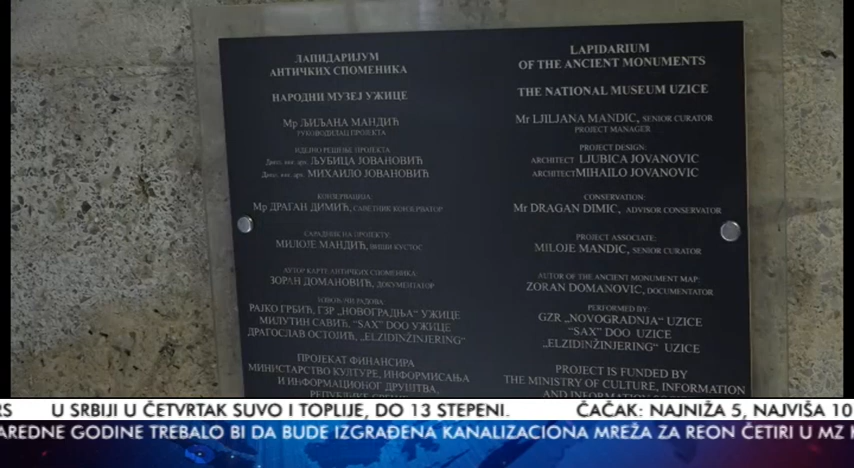 ЛАПИДАРИЈУМ
АНТИЧКИХ СПОМЕНИКА
НАРОДНИ МУЗЕЈ УЖИЦЕ
Мр ЉИЉАНА МАНДИЋ
РУКОВОДИЛАЦ ПРОЈЕКТА
ИДЕЈНО РЕШЕЊЕ ПРОЈЕКТА
ЉУБИЦА ЈОВАНОВИЋ
МИХАИЛО ЈОВАНОВИЋ
КОНЗЕРВАЦИЈА:
Мр ДРАГАН ДИМИЋ, САВЕТНИК КОНЗЕРВАТОР
САРАДНИК НА ПРОЈЕКТУ:
МИЛОЈЕ МАНДИЋ, ВИШИ КУСТОС
АУТОР КАРТЕ АНТИЧКИХ СПОМЕНИКА:
ЗОРАН ДОМАНОВИЋ, ДОКУМЕНТАТОР
ИЗВОЂАЧИ РАДОВА
РАЈКО ГРБИЋ, ГЗР „НОВОГРАДЊА“ УЖИЦЕ
МИЛУТИН САВИЋ, “SAX” DOO УЖИЦЕ
ДРАГОСЛАВ ОСТОЈИЋ, „ELZIDINŽINJERING“
ПРОЈЕКАТ ФИНАНСИРА
МИНИСТАРСТВО КУЛТУРЕ, ИНФОРМИСАЊА
И ИНФОРМАЦИОНОГ ДРУШТВА,
LAPIDARIUM
OF THE ANCIENT MONUMENTS
THE NATIONAL MUSEUM UZICE
Mr LJILJANA MANDIC, SENIOR CURATOR
PROJECT MANAGER
PROJECT DESIGN:
ARCHITECT LJUBICA JOVANOVIC
ARCHITECT MIHAILO JOVANOVIC
CONSERVATION:
Mr DRAGAN DIMIC, ADVISOR CONSERVATOR
PROJECT ASSOCIATE:
MILOJE MANDIC, SENIOR CURATOR
AUTOR OF THE ANCIENT MONUMENT MAP:
ZORAN DOMANOVIC, DOCUMENTATOR
PERFORMED BY:
GZR „NOVOGRADNJA“ UZICE
“SAX” DOO UZICE
„ELZIDINŽINJERING“ UZICE
PROJECT IS FUNDED BY
THE MINISTRY OF CULTURE, INFORMATION
RS U SRBIJI U ČETVRTAK SUVO I TOPLIJE, DO 13 STEPENI. ČAČAK: NAJNIŽA 5, NAJVIŠA 10
AREDNE GODINE TREBALO BI DA BUDE IZGRAĐENA KANALIZACIONA MREŽA ZA REON ČETIRI U MZ